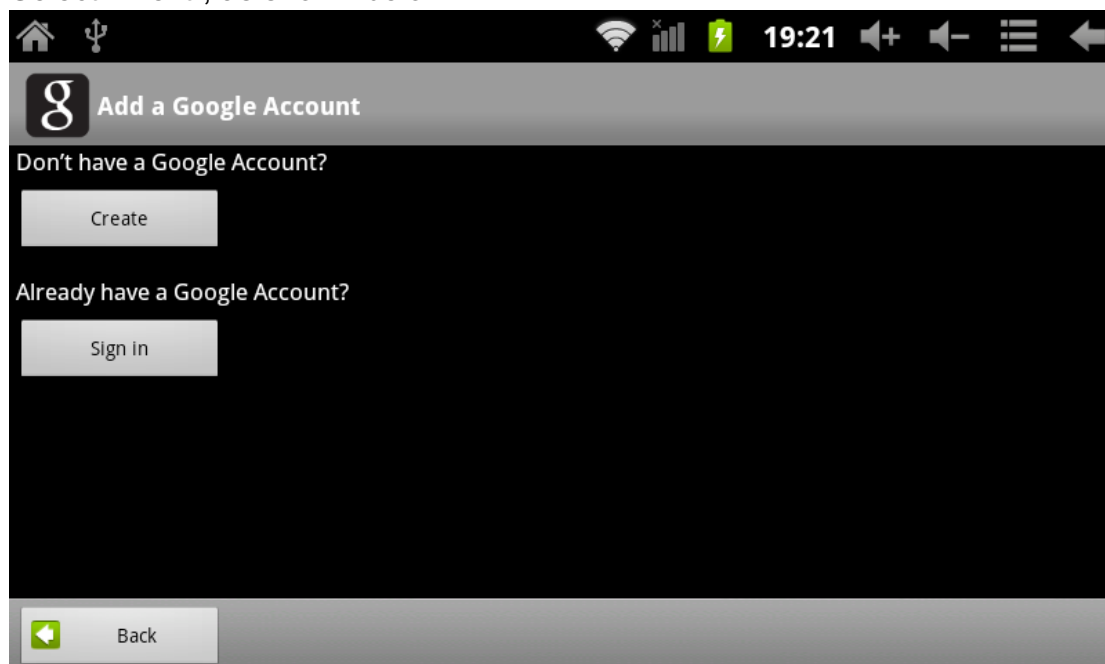 19:21
g Add a Google Account
Don't have a Google Account?
Create
Already have a Google Account?
Sign in
Back